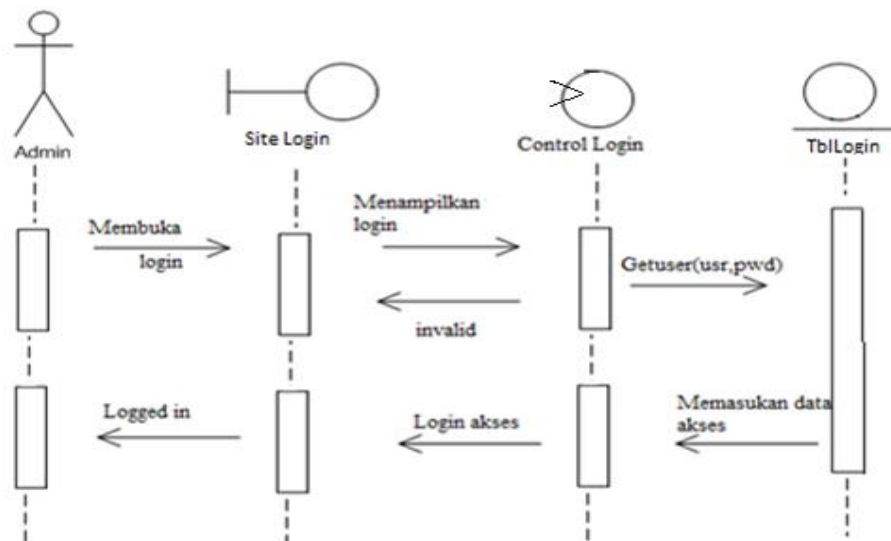 Admin
Site Login
Control Login
TblLogin
Membuka
login
Menampilkan
login
Getuser(usr,pwd)
invalid
Logged in
Login akses
Memasukan data
akses